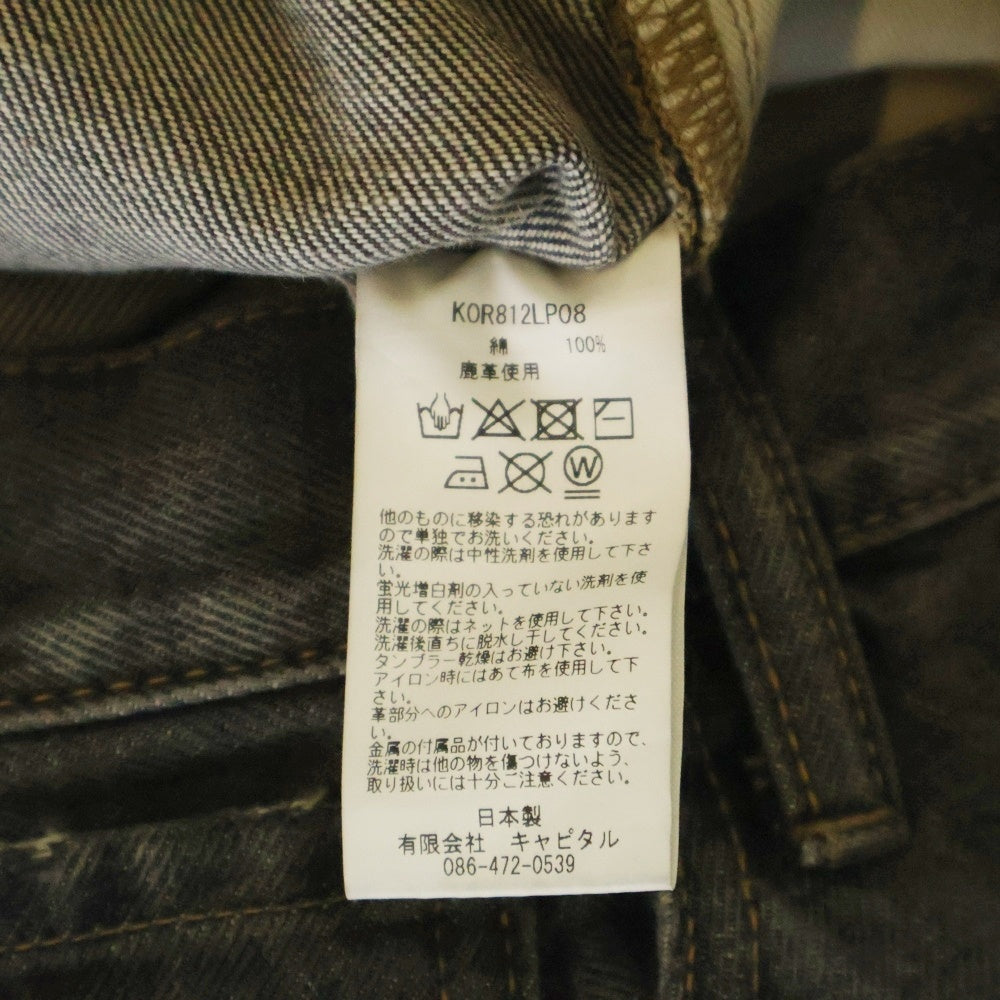 KOR812LP08
綿 100%
鹿革使用
W
他のものに移染する恐れがあります
ので単独でお洗いください。
洗濯の際は中性洗剤を使用して下さ
い。
蛍光増白剤の入っていない洗剤を使
用してください。
洗濯の際はネットを使用して下さい。
洗濯後直ちに脱水し干してください。
タンブラー乾燥はお避け下さい。
アイロン時にはあて布を使用して下
さい。
革部分へのアイロンはお避けくださ
い。
金属の付属品が付いておりますので、
洗濯時は他の物を傷つけないよう、
取り扱いには十分ご注意ください。
日本製
有限会社 キャピタル
086-472-0539